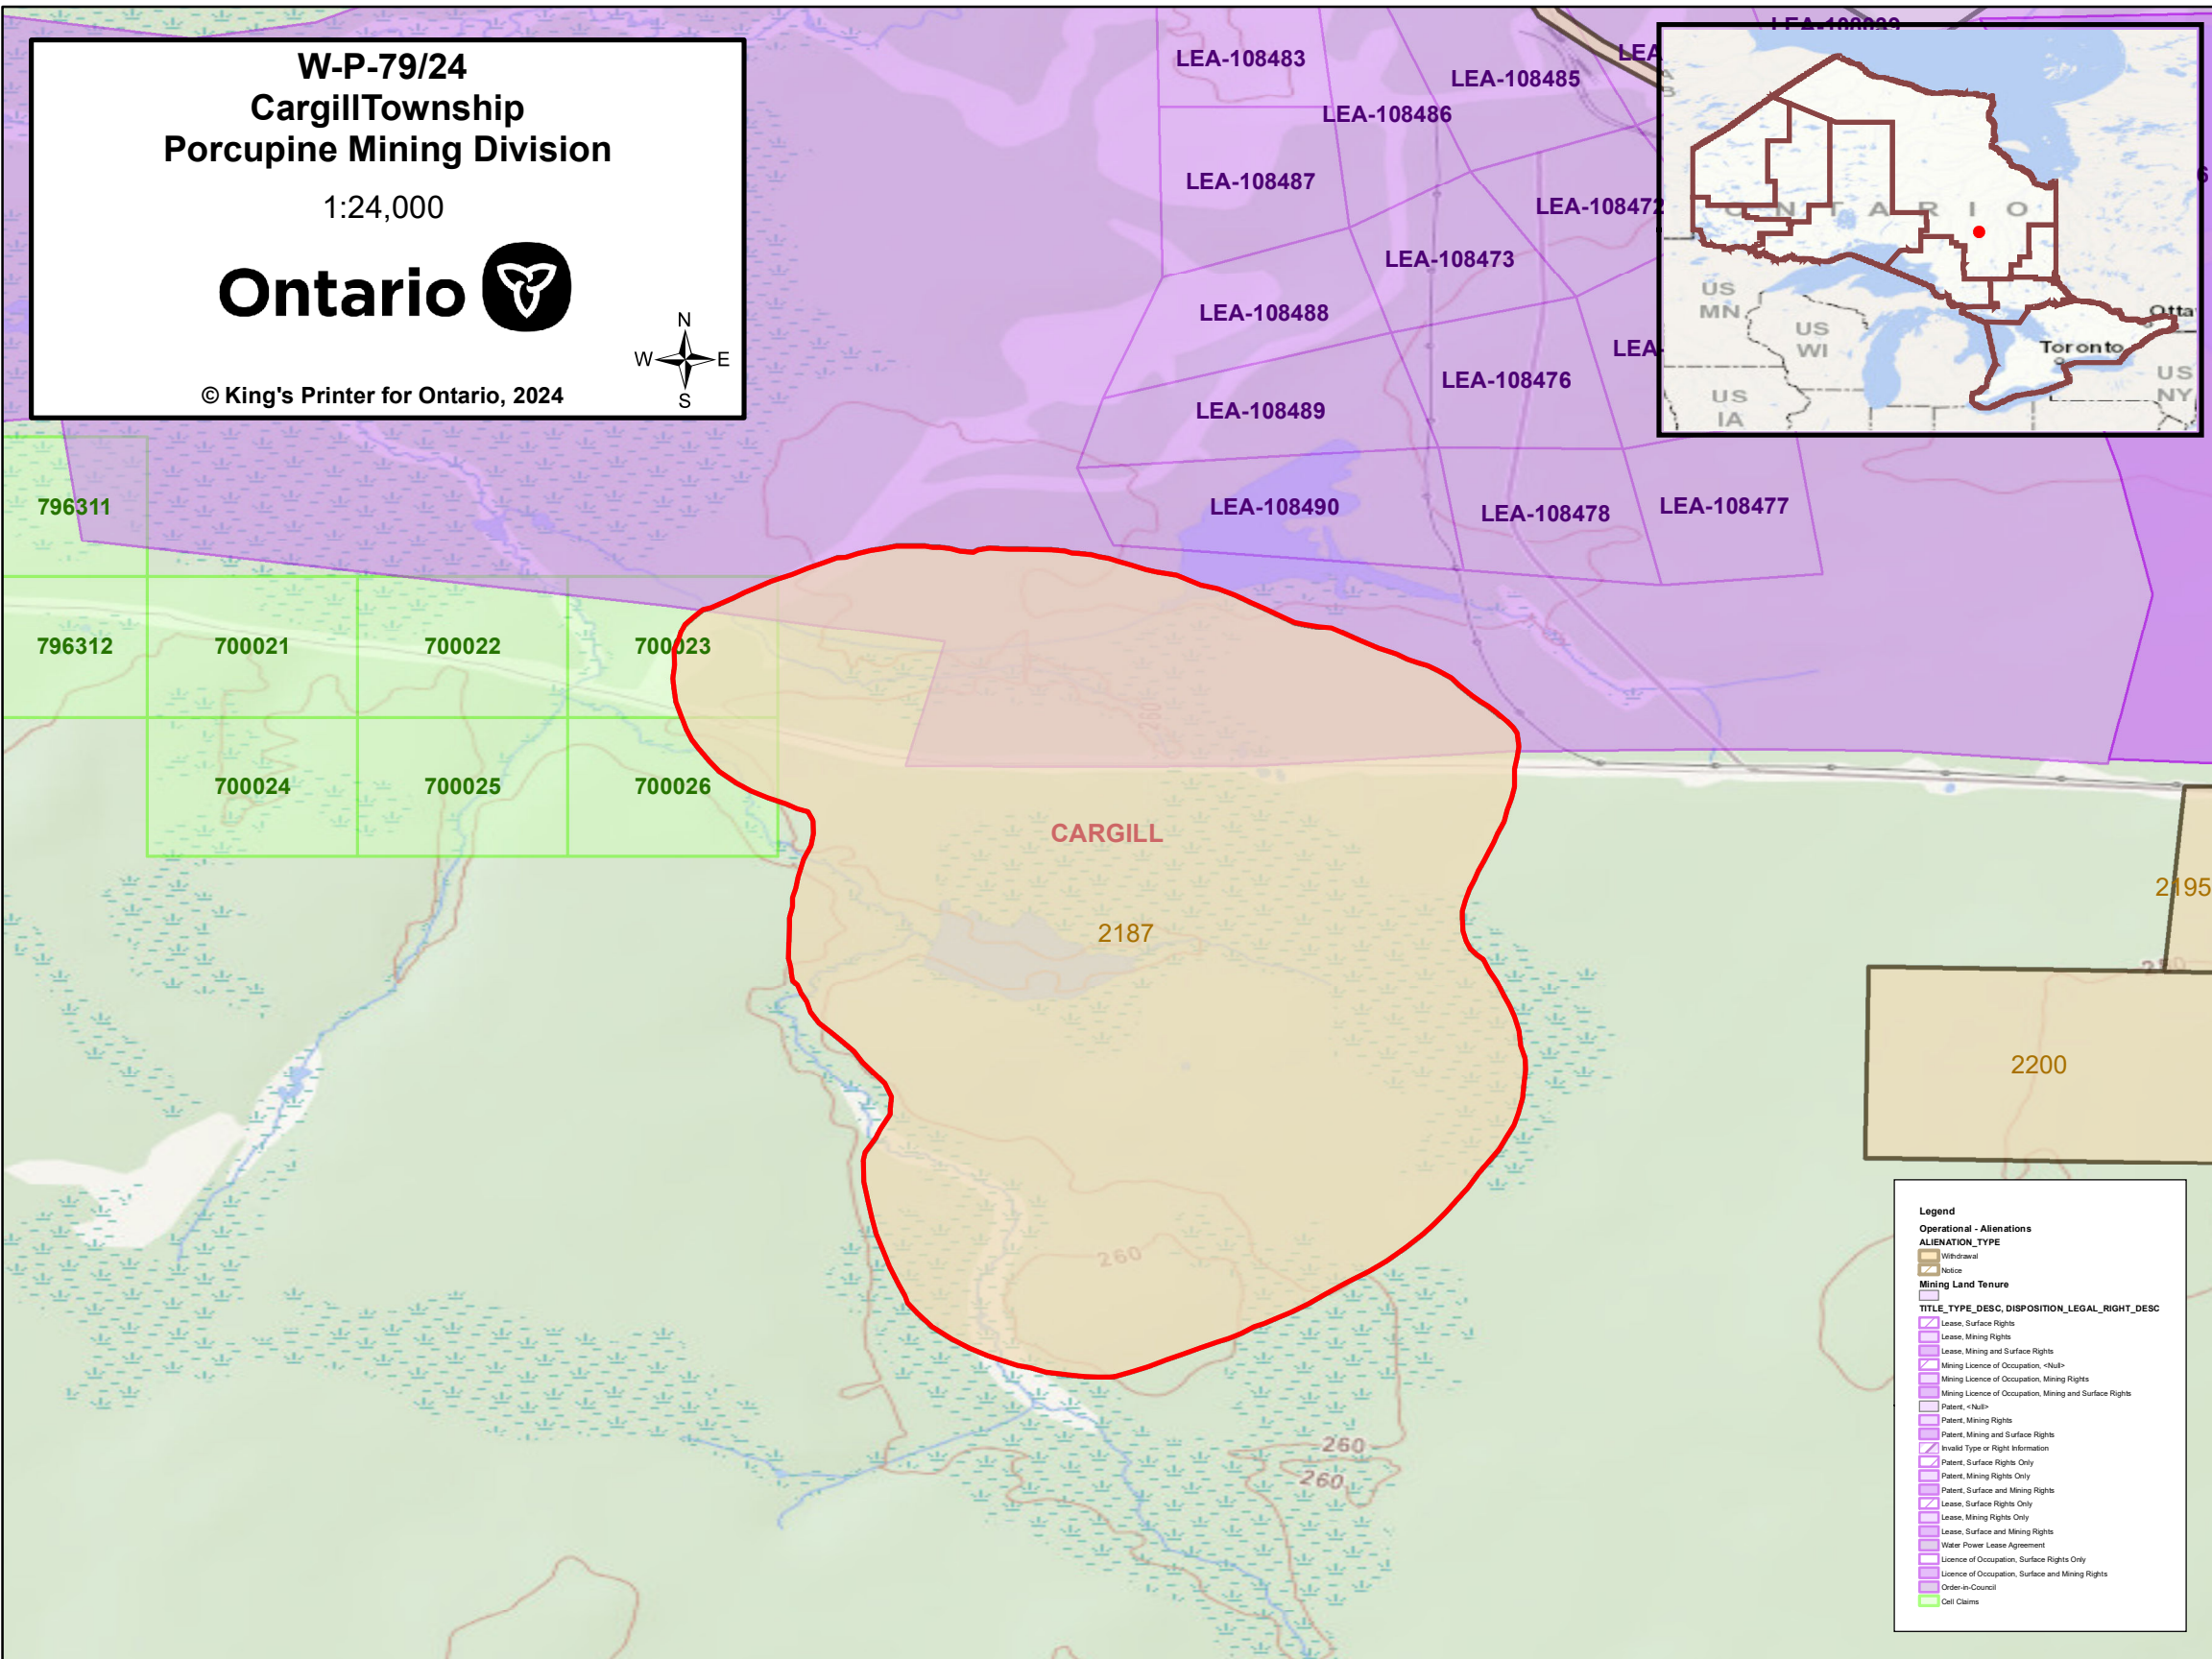 W-P-79/24
CargillTownship
Porcupine Mining Division
1:24,000
Ontario
N
W E
S
© King's Printer for Ontario, 2024
LEA-108483
LEA-108485
LEA-108486
LEA-108487
LEA-108472
LEA-108473
LEA-108488
LEA-108476
LEA-108489
LEA-108490
LEA-108478
LEA-108477
LEA
LEA-
ONTARIO
US
MN
US
WI
US
IA
Toronto
Otta
US
NY
6
796311
796312
700021
700022
700023
700024
700025
700026
260
CARGILL
2187
2195
2200
260
260
260
Legend
Operational - Alienations
ALIENATION_TYPE
Withdrawal
Notice
Mining Land Tenure
TITLE_TYPE_DESC, DISPOSITION_LEGAL_RIGHT_DESC
Lease, Surface Rights
Lease, Mining Rights
Lease, Mining and Surface Rights
Mining Licence of Occupation, <Null>
Mining Licence of Occupation, Mining Rights
Mining Licence of Occupation, Mining and Surface Rights
Patent, <Null>
Patent, Mining Rights
Patent, Mining and Surface Rights
Invalid Type or Right Information
Patent, Surface Rights Only
Patent, Mining Rights Only
Patent, Surface and Mining Rights
Lease, Surface Rights Only
Lease, Mining Rights Only
Lease, Surface and Mining Rights
Water Power Lease Agreement
Licence of Occupation, Surface Rights Only
Licence of Occupation, Surface and Mining Rights
Order-in-Council
Cell Claims